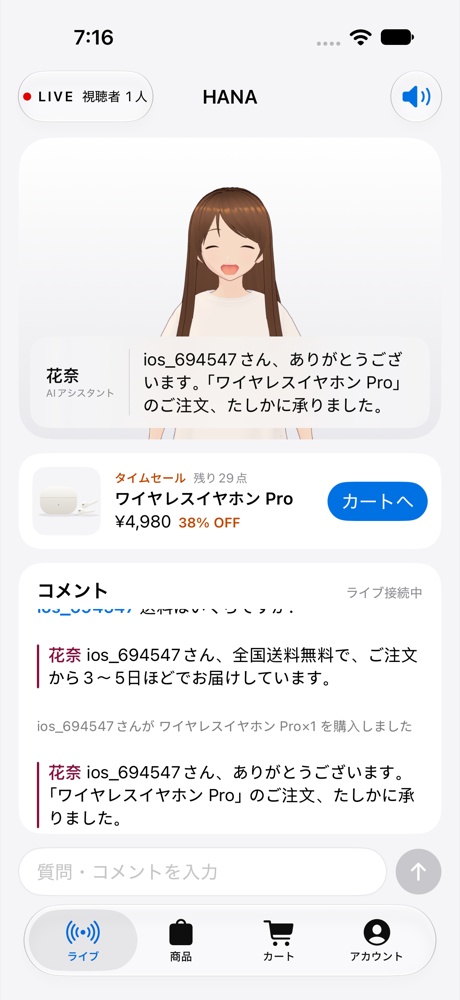 7:16
LIVE 視聴者 1人
HANA
花奈
AIアシスタント
ios_694547さん、ありがとうござ
います。「ワイヤレスイヤホン Pro」
のご注文、たしかに承りました。
タイムセール 残り29点
ワイヤレスイヤホン Pro
¥4,980 38% OFF
カートへ
コメント
ライブ接続中
ios_694547 送料はいくらですか?
花奈 ios_694547さん、全国送料無料で、ご注文
から3〜5日ほどでお届けしています。
ios_694547さんが ワイヤレスイヤホン Pro×1 を購入しました
花奈 ios_694547さん、ありがとうございます。
「ワイヤレスイヤホン Pro」のご注文、たしかに承
りました。
質問・コメントを入力
ライブ
商品
カート
アカウント